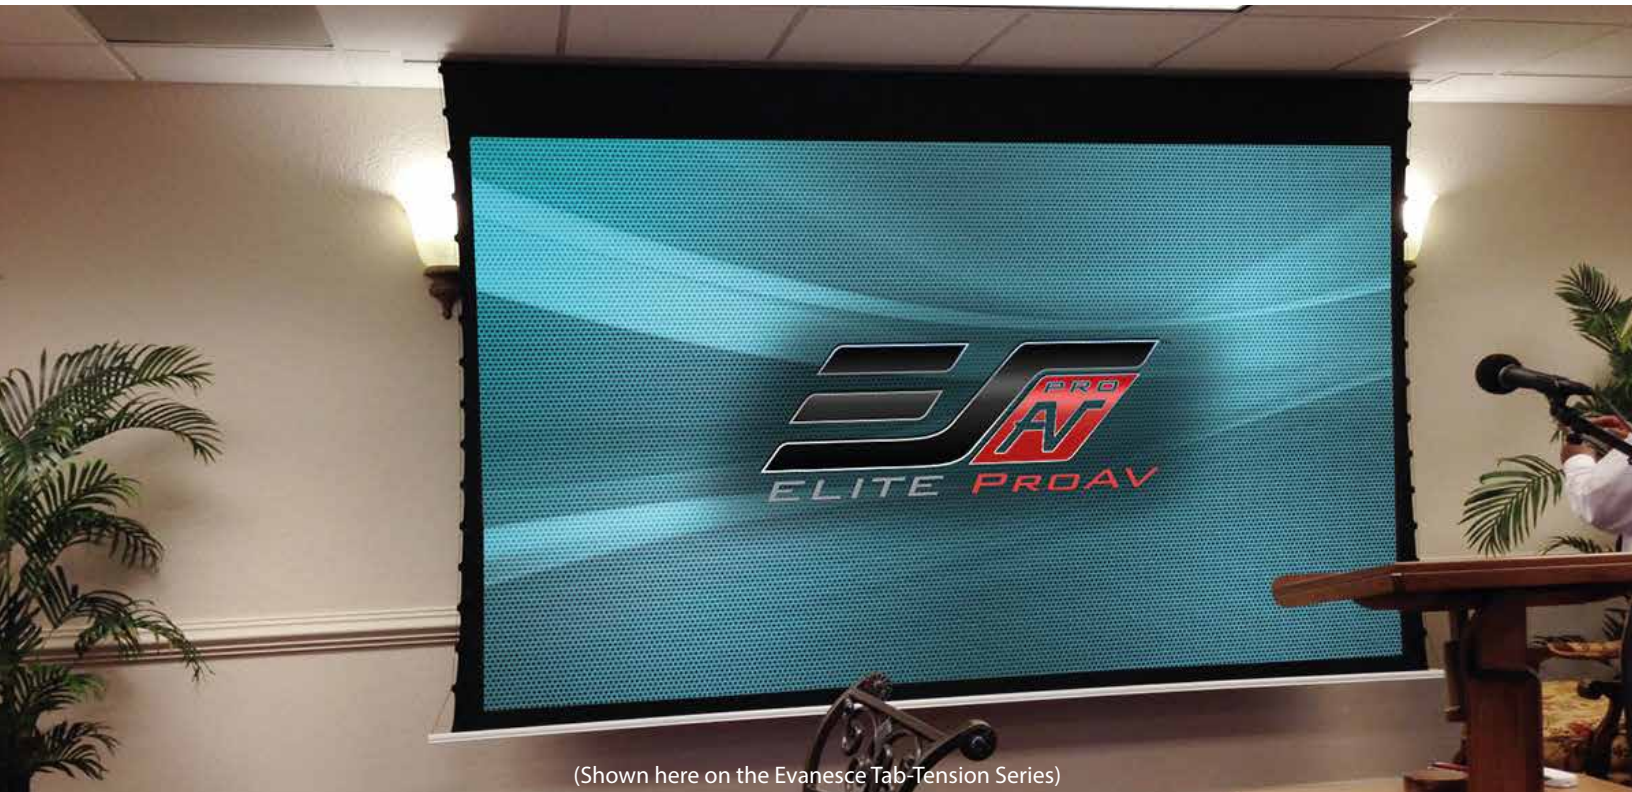 PRO
AV
ELITE PROAV
(Shown here on the Evanesce Tab-Tension Series)